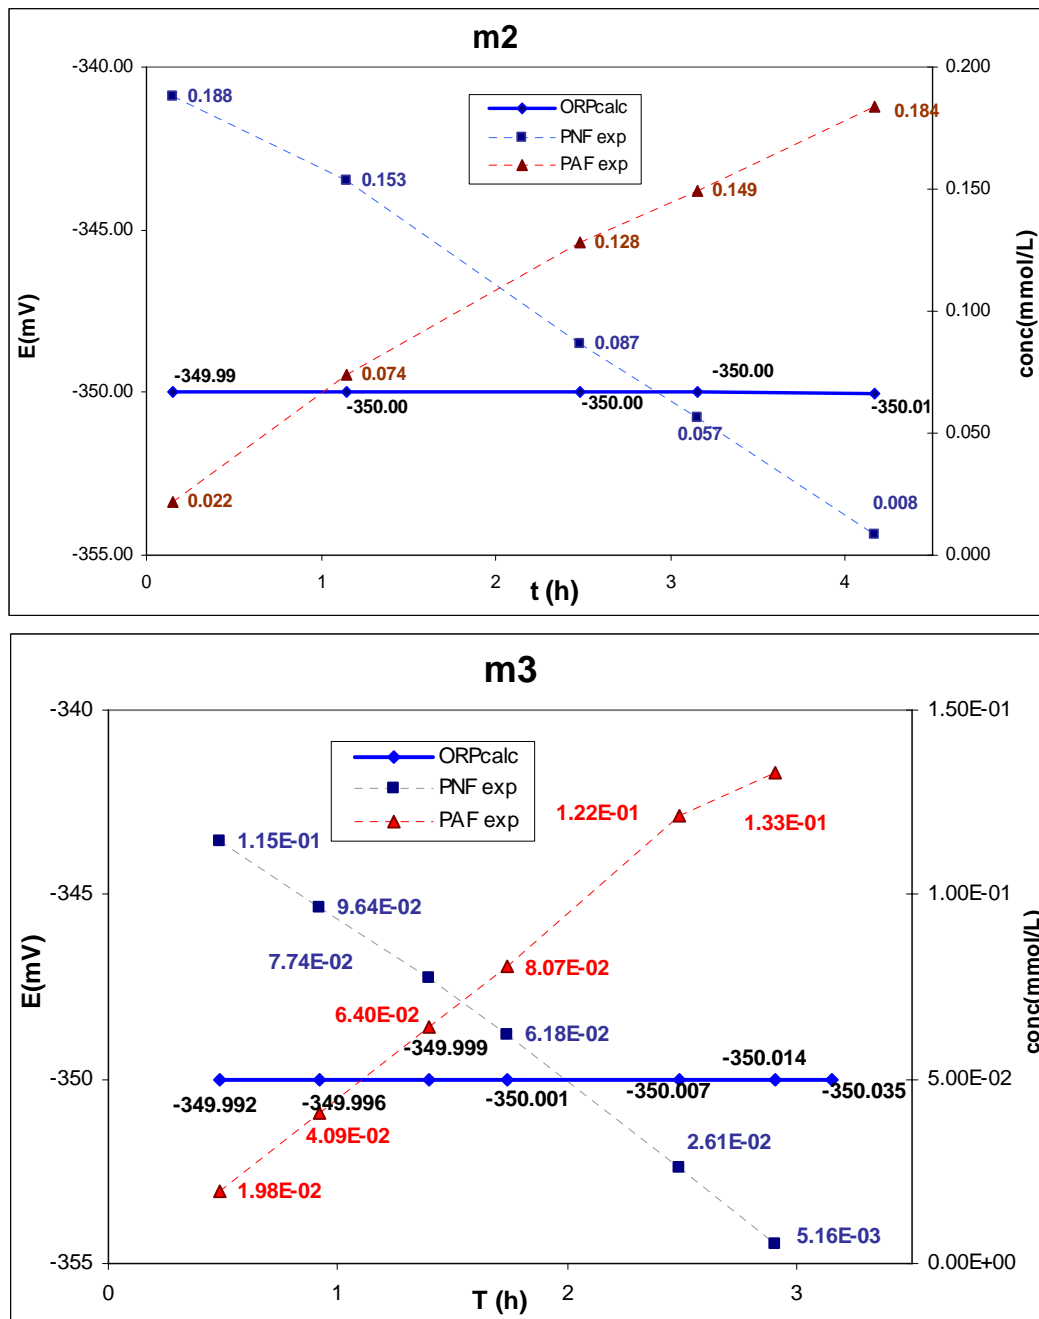 m2
-340.00
0.200
ORPcalc
PNF exp
PAF exp
0.188
0.184
0.153
0.150
0.149
-345.00
0.128
E(mV)
conc(mmol/L)
0.100
0.087
0.074
-349.99
-350.00
-350.00
-350.00
-350.00
-350.01
0.057
0.050
0.022
0.008
-355.00
0.000
0 1 2 3 4
t (h)
m3
-340
1.50E-01
ORPcalc
PNF exp
PAF exp
1.15E-01
1.22E-01
1.33E-01
-345
1.00E-01
9.64E-02
7.74E-02
8.07E-02
E(mV)
conc(mmol/L)
6.40E-02
6.18E-02
-349.999
-350.014
-350
5.00E-02
-349.992
-349.996
-350.001
-350.007
-350.035
4.09E-02
2.61E-02
1.98E-02
5.16E-03
-355
0.00E+00
0 1 2 3
T (h)